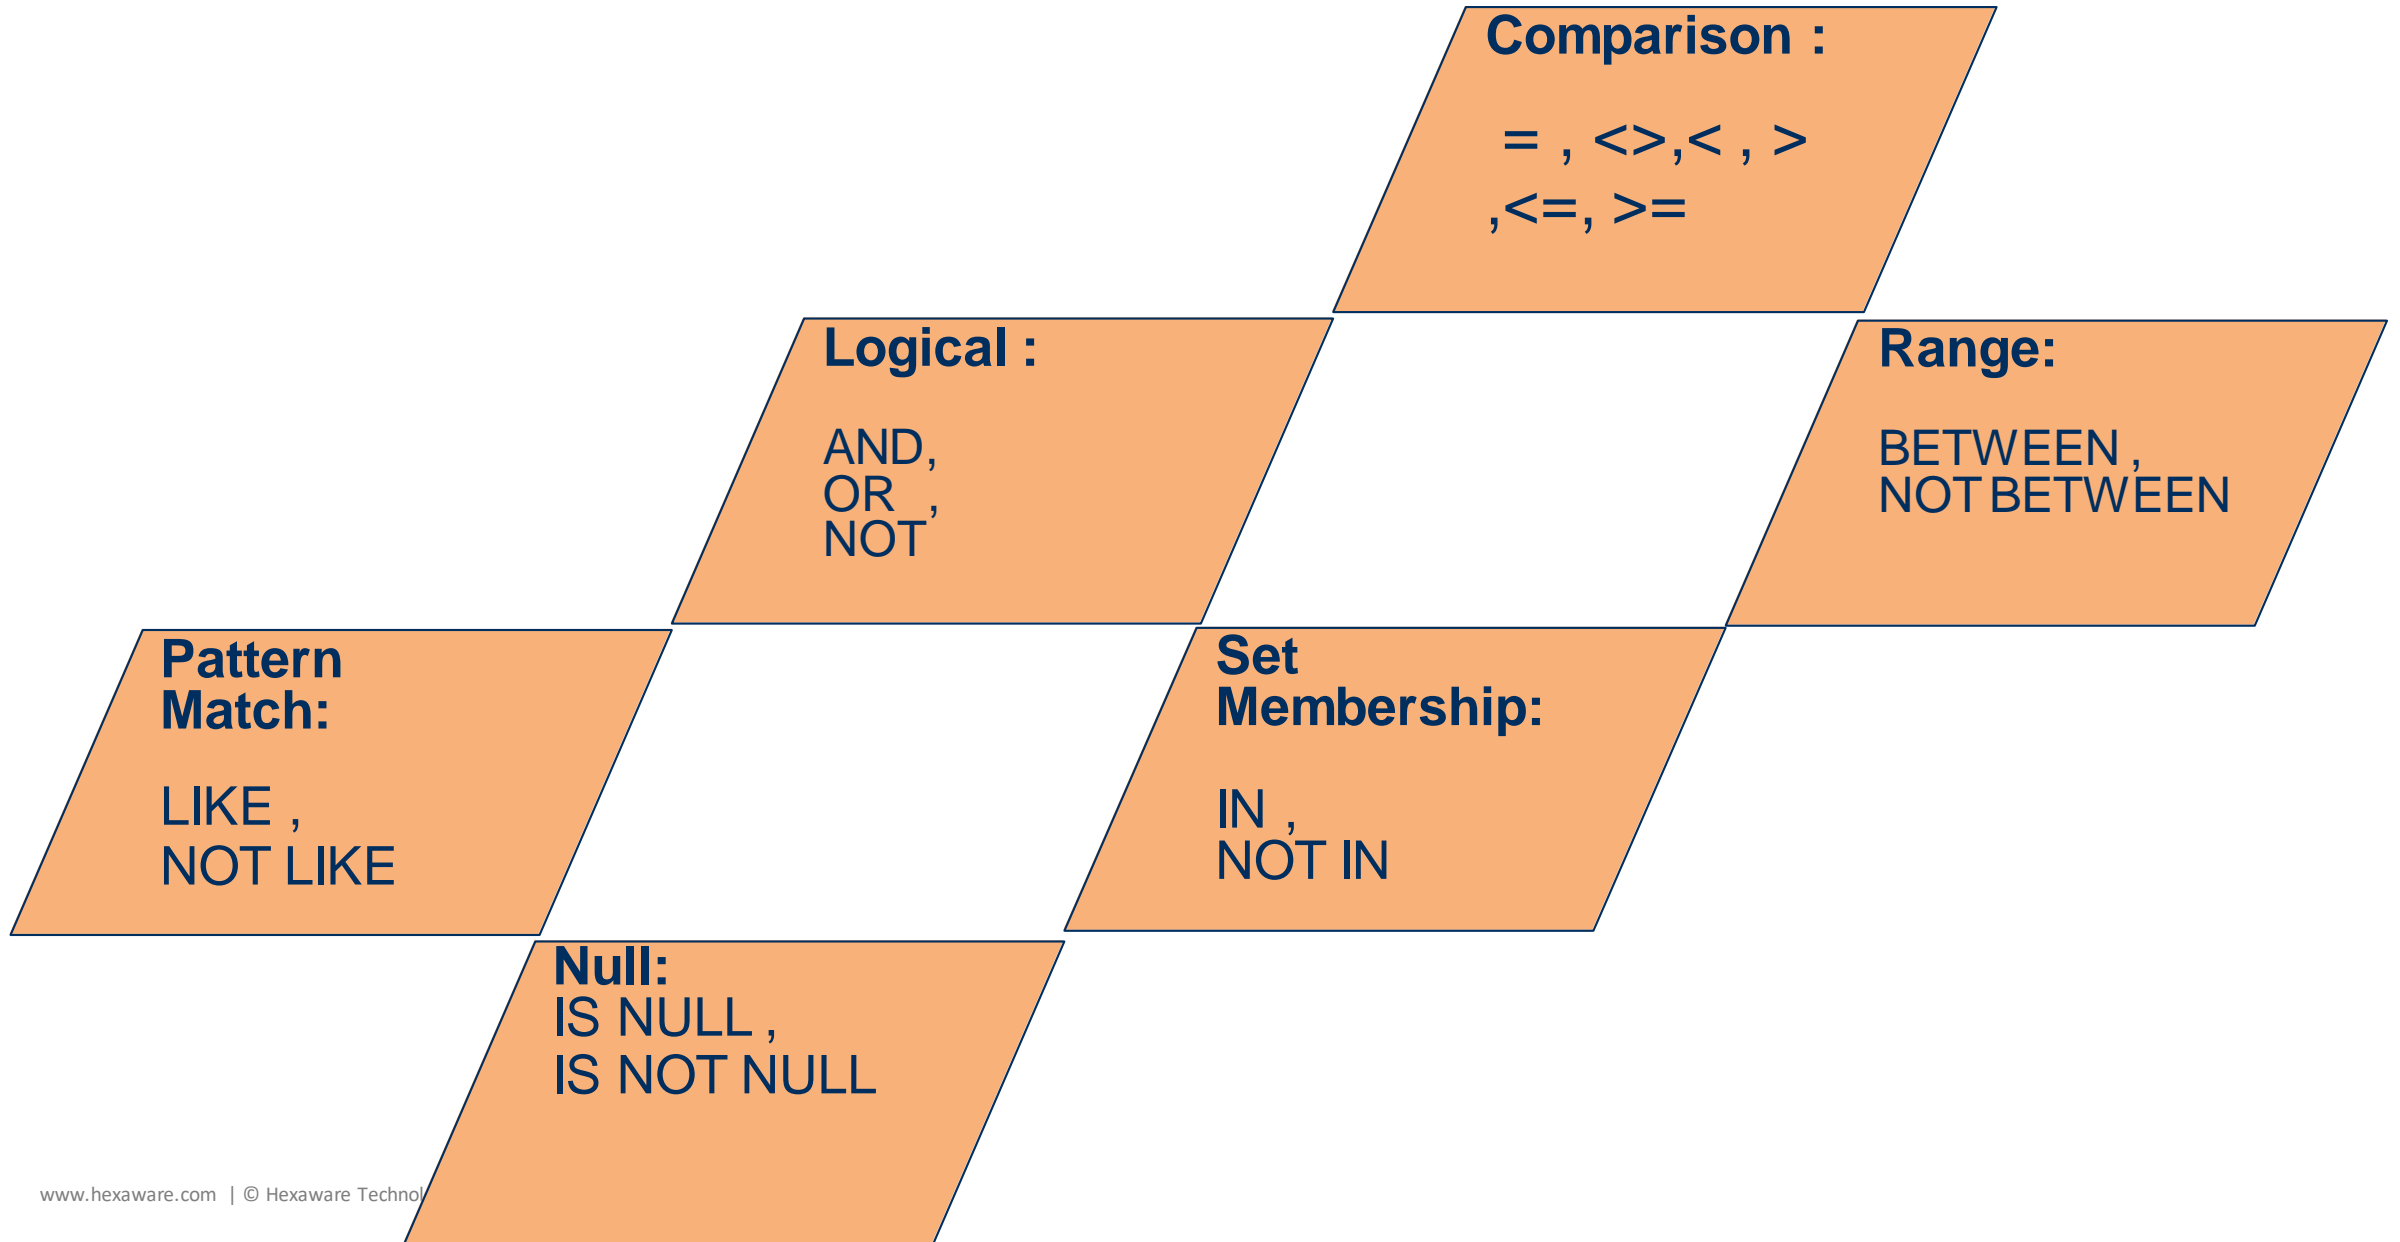 Comparison :
= , <>,< , >
,<=, >=
Logical :
AND,
OR ,
NOT
Range:
BETWEEN ,
NOT BETWEEN
Pattern
Match:
LIKE ,
NOT LIKE
Set
Membership:
IN ,
NOT IN
Null:
IS NULL ,
IS NOT NULL
www.hexaware.com | © Hexaware